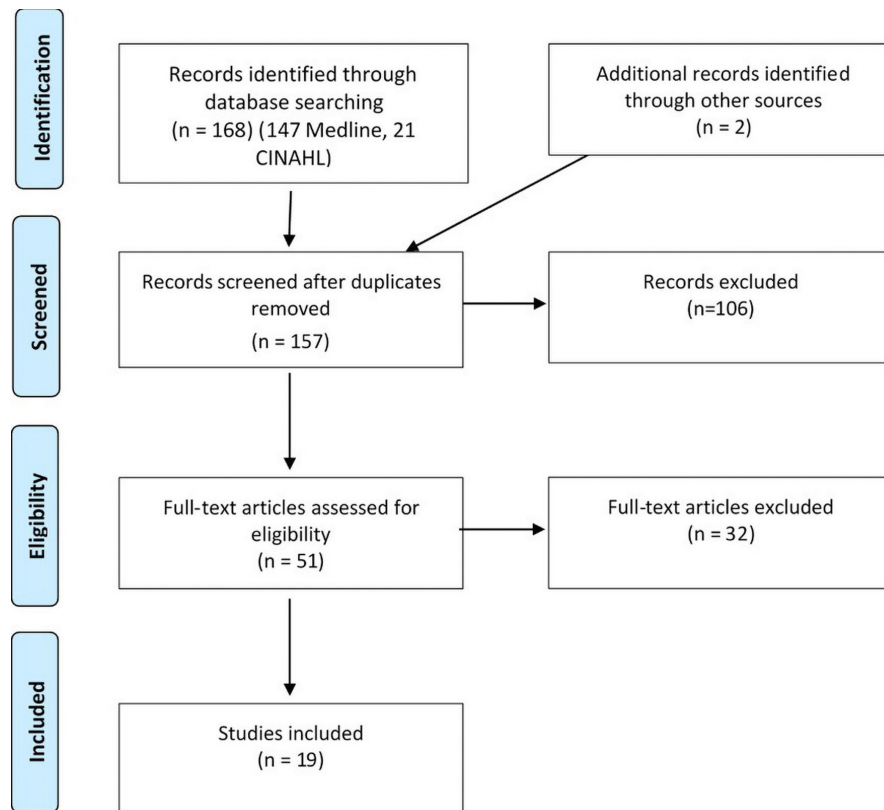 Identification
Records identified through
database searching
(n = 168) (147 Medline, 21
CINAHL)
Additional records identified
through other sources
(n = 2)
Screened
Records screened after duplicates
removed
(n = 157)
Records excluded
(n=106)
Eligibility
Full-text articles assessed for
eligibility
(n = 51)
Full-text articles excluded
(n = 32)
Included
Studies included
(n = 19)